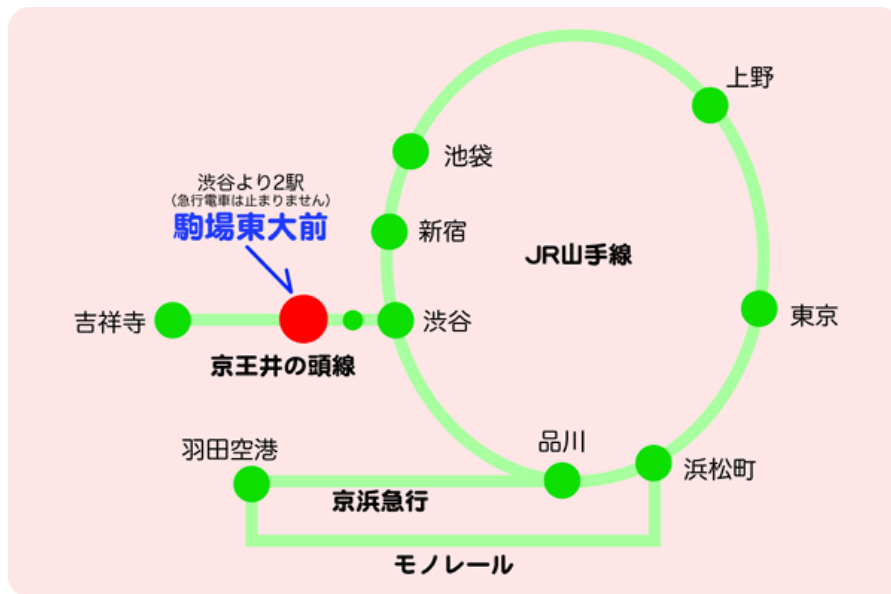 上野
池袋
渋谷より2駅
(急行電車は止まりません)
駒場東大前
新宿
JR山手線
吉祥寺
渋谷
東京
京王井の頭線
羽田空港
品川
浜松町
京浜急行
モノレール